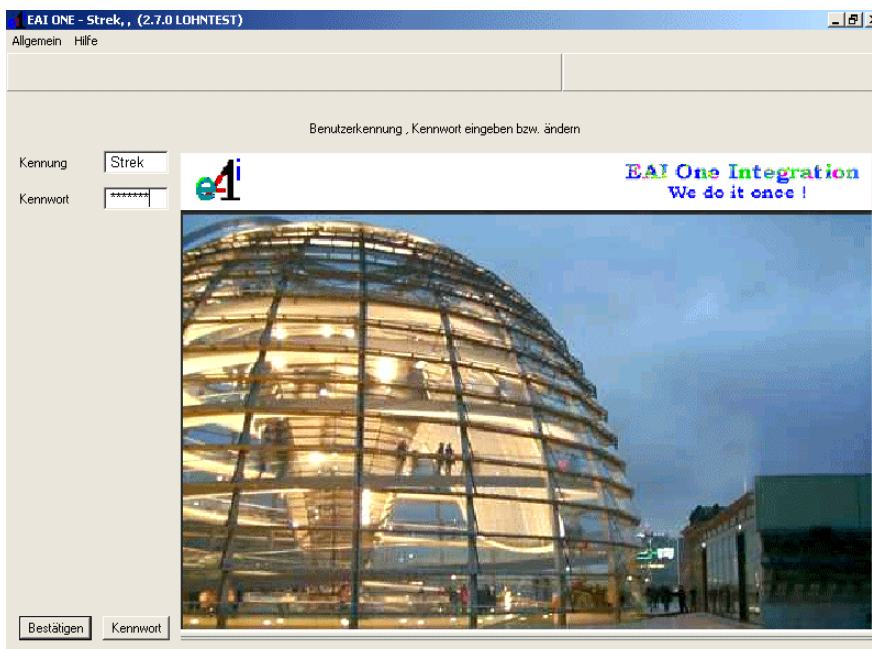 EAI ONE - Strek, , (2.7.0 LOHNTEST)
Allgemein Hilfe
Benutzerkennung , Kennwort eingeben bzw. ändern
Kennung Strek
Kennwort *******
e4i
EAI One Integration
We do it once !
Bestätigen Kennwort